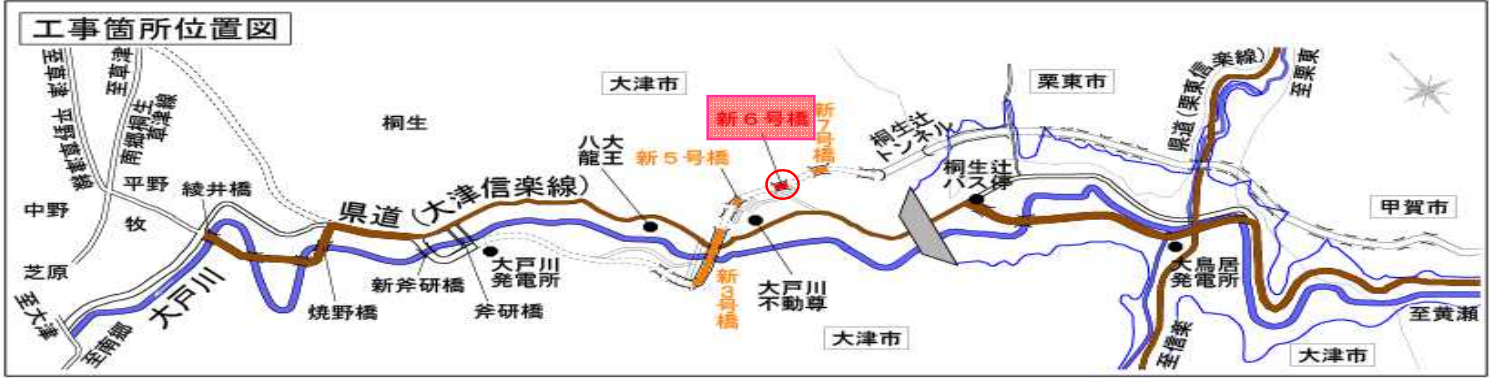 工事箇所位置図
至草津
至草津
平野草津線
南郷桐生
草津線
桐生
平野
中野
牧
綾井橋
芝原
至大津
至南郷
大戸川
焼野橋
県道(大津信楽線)
新斧研橋
斧研橋
大戸川
発電所
八大
龍王
大津市
新5号橋
新6号橋
新7号橋
新3号橋
大戸川
不動尊
大津市
桐生辻
トンネル
桐生辻
バス停
栗東市
県道(栗東信楽線)
至栗東
甲賀市
大鳥居
発電所
至信楽
大津市
至黄瀬